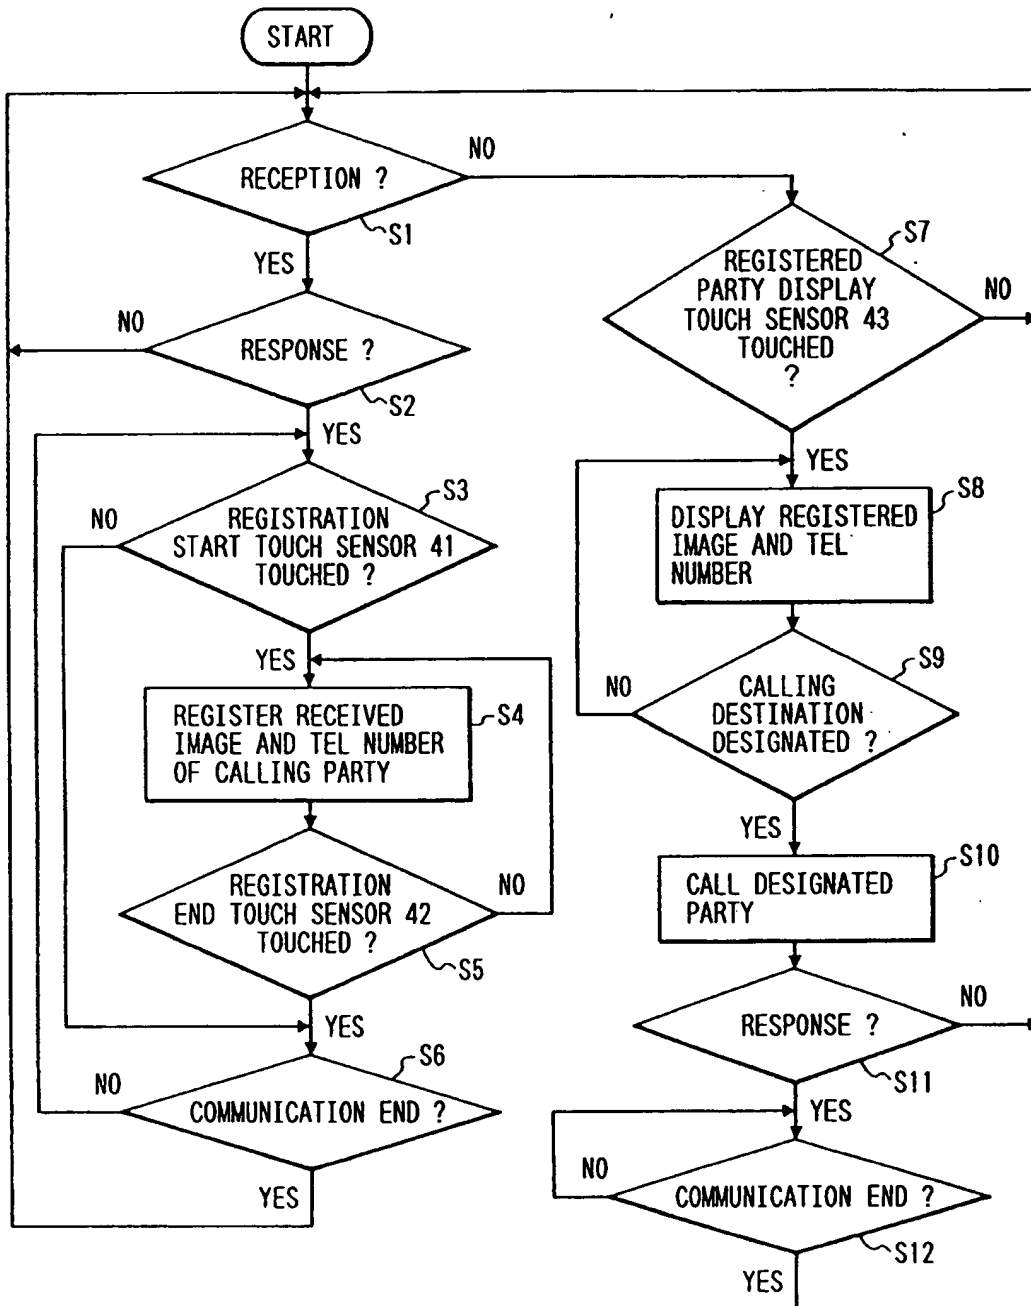 START
RECEPTION ?
NO
S1
YES
NO
RESPONSE ?
S2
YES
S3
NO
REGISTRATION
START TOUCH SENSOR 41
TOUCHED ?
YES
REGISTER RECEIVED
IMAGE AND TEL NUMBER
OF CALLING PARTY
S4
REGISTRATION
END TOUCH SENSOR 42
TOUCHED ?
NO
S5
YES
S6
NO
COMMUNICATION END ?
YES
S7
REGISTERED
PARTY DISPLAY
TOUCH SENSOR 43
TOUCHED
?
NO
YES
S8
DISPLAY REGISTERED
IMAGE AND TEL
NUMBER
S9
NO
CALLING
DESTINATION
DESIGNATED ?
YES
S10
CALL DESIGNATED
PARTY
NO
RESPONSE ?
S11
YES
NO
COMMUNICATION END ?
S12
YES